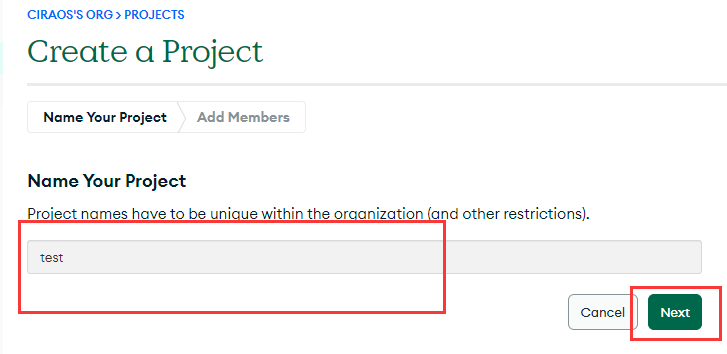 CIRAOS'S ORG > PROJECTS
Create a Project
Name Your Project Add Members
Name Your Project
Project names have to be unique within the organization (and other restrictions).
test
Cancel Next